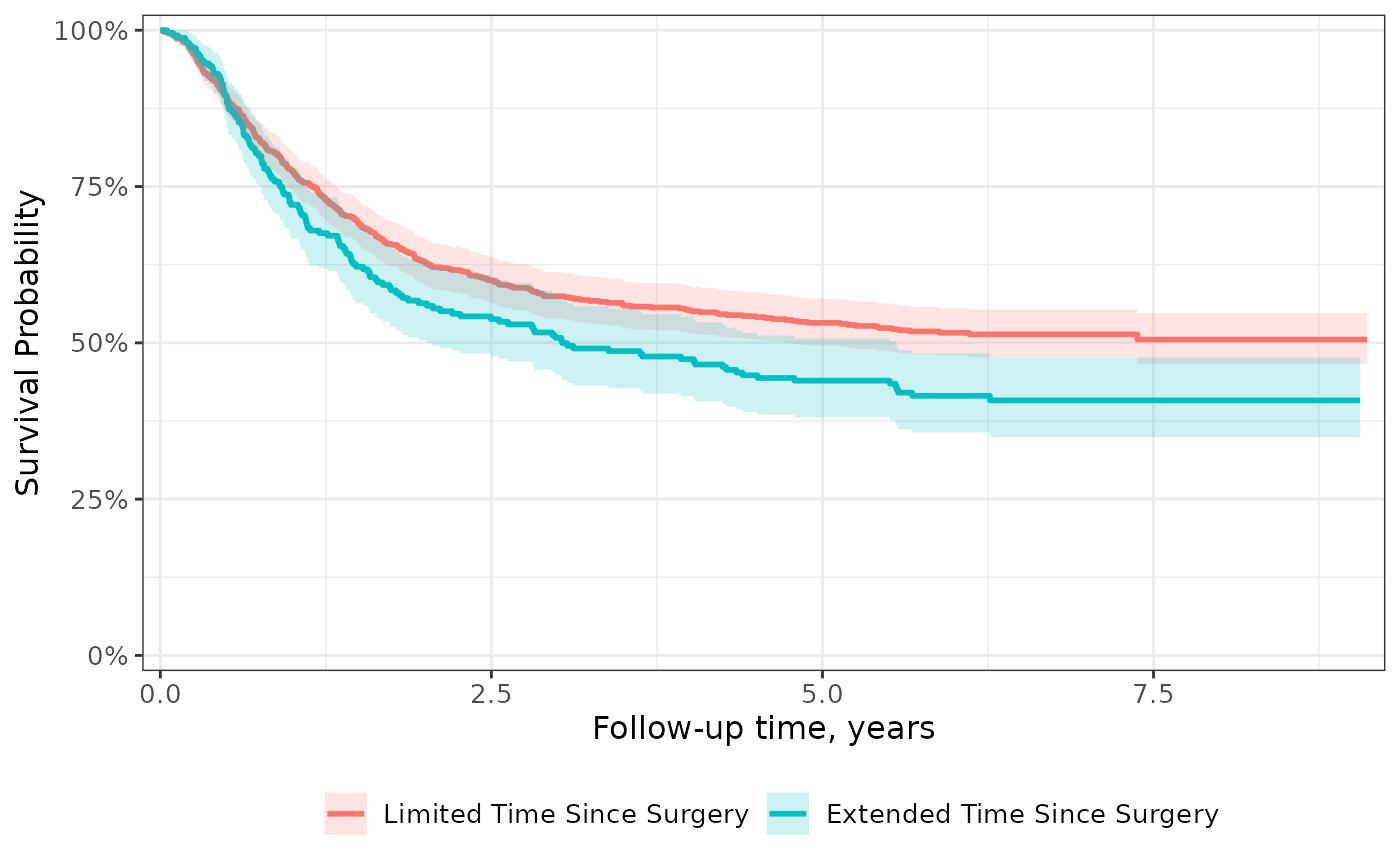 Survival Probability
100%
75%
50%
25%
0%
0.0 2.5 5.0 7.5
Follow-up time, years
Limited Time Since Surgery Extended Time Since Surgery